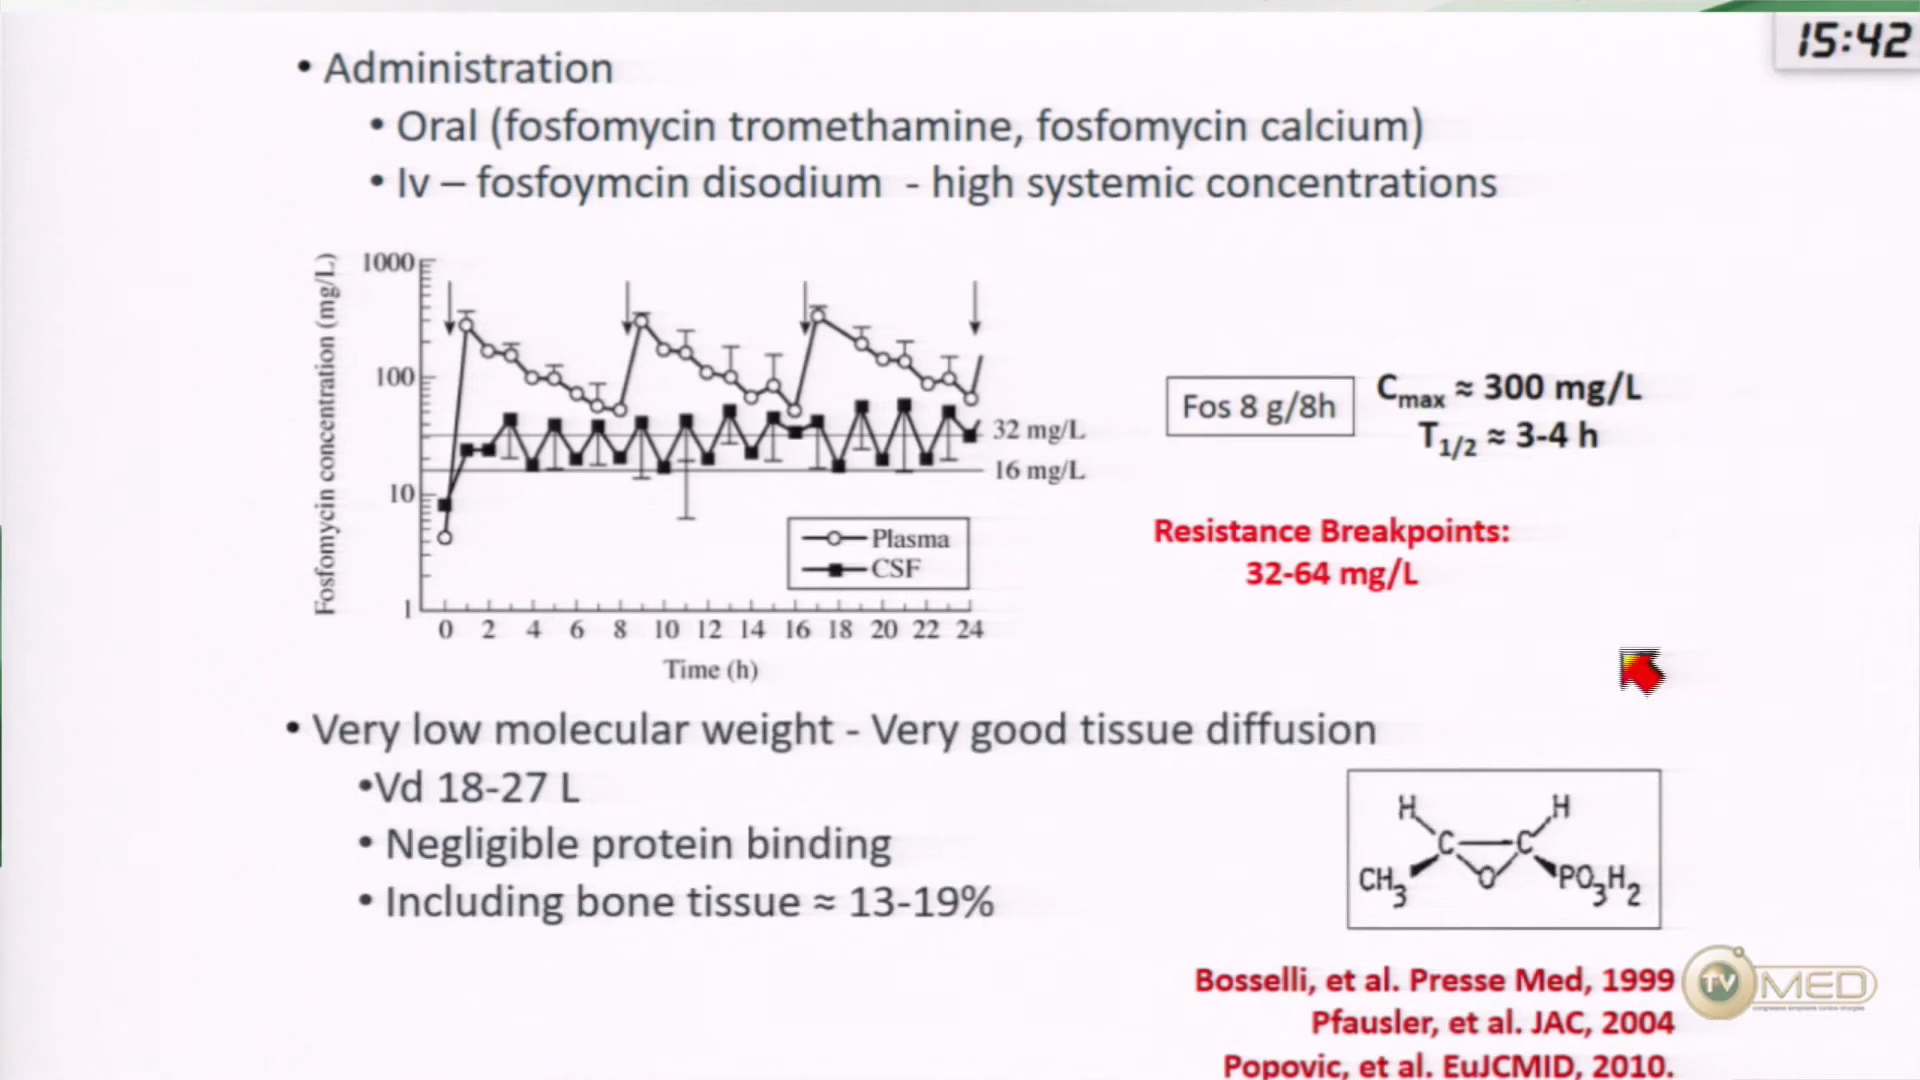 15:42
• Administration
• Oral (fosfomycin tromethamine, fosfomycin calcium)
• Iv – fosfoymcin disodium - high systemic concentrations
Fosfomycin concentration (mg/L)
1000
100
10
1
32 mg/L
16 mg/L
Plasma
CSF
0 2 4 6 8 10 12 14 16 18 20 22 24
Time (h)
Fos 8 g/8h
Cmax ≈ 300 mg/L
T1/2 ≈ 3-4 h
Resistance Breakpoints:
32-64 mg/L
• Very low molecular weight - Very good tissue diffusion
•Vd 18-27 L
• Negligible protein binding
• Including bone tissue ≈ 13-19%
H H
C C
CH3 O PO3H2
Bosselli, et al. Presse Med, 1999
Pfausler, et al. JAC, 2004
Popovic, et al. EuJCMID, 2010.
TV MED